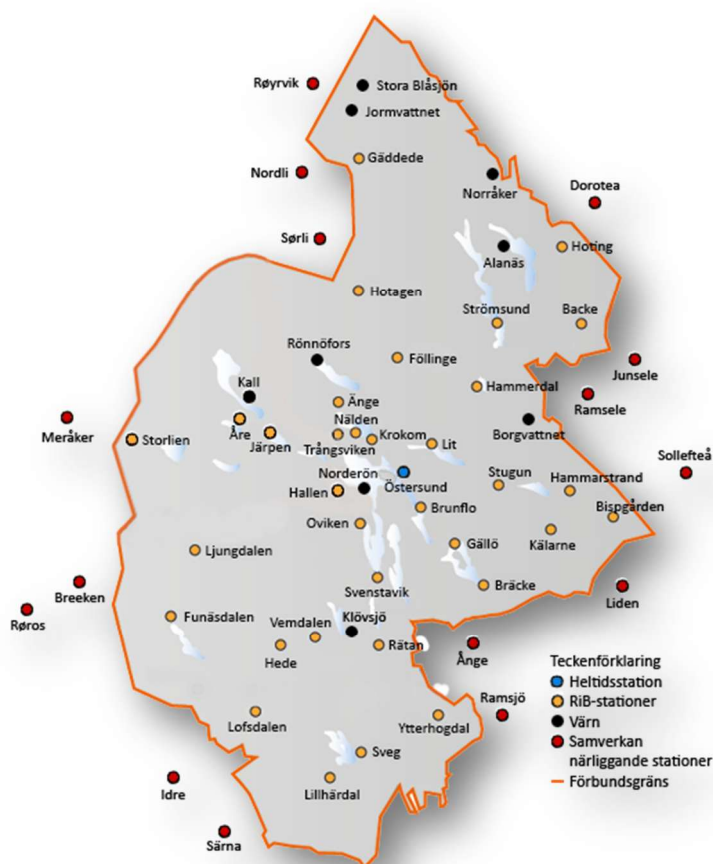 Røyrvik
Stora Blåsjön
Jormvattnet
Gäddede
Nordli
Norråker
Dorotea
Sørli
Alanäs
Hoting
Hotagen
Strömsund
Backe
Rönnöfors
Föllinge
Junsele
Kall
Hammerdal
Ramsele
Änge
Meråker
Storlien
Åre
Järpen
Nälden
Trångsviken
Krokom
Lit
Borgvattnet
Sollefteå
Norderön
Östersund
Stugun
Hammarstrand
Hallen
Brunflo
Bispgården
Oviken
Ljungdalen
Gällö
Kälarne
Breeken
Svenstavik
Bräcke
Liden
Røros
Funäsdalen
Vemdalen
Klövsjö
Hede
Rätan
Ånge
Lofsdalen
Ytterhogdal
Ramsjö
Sveg
Idre
Lillhärdal
Särna
Teckenförklaring
Heltidsstation
RiB-stationer
Värn
Samverkan
närliggande stationer
Förbundsgräns